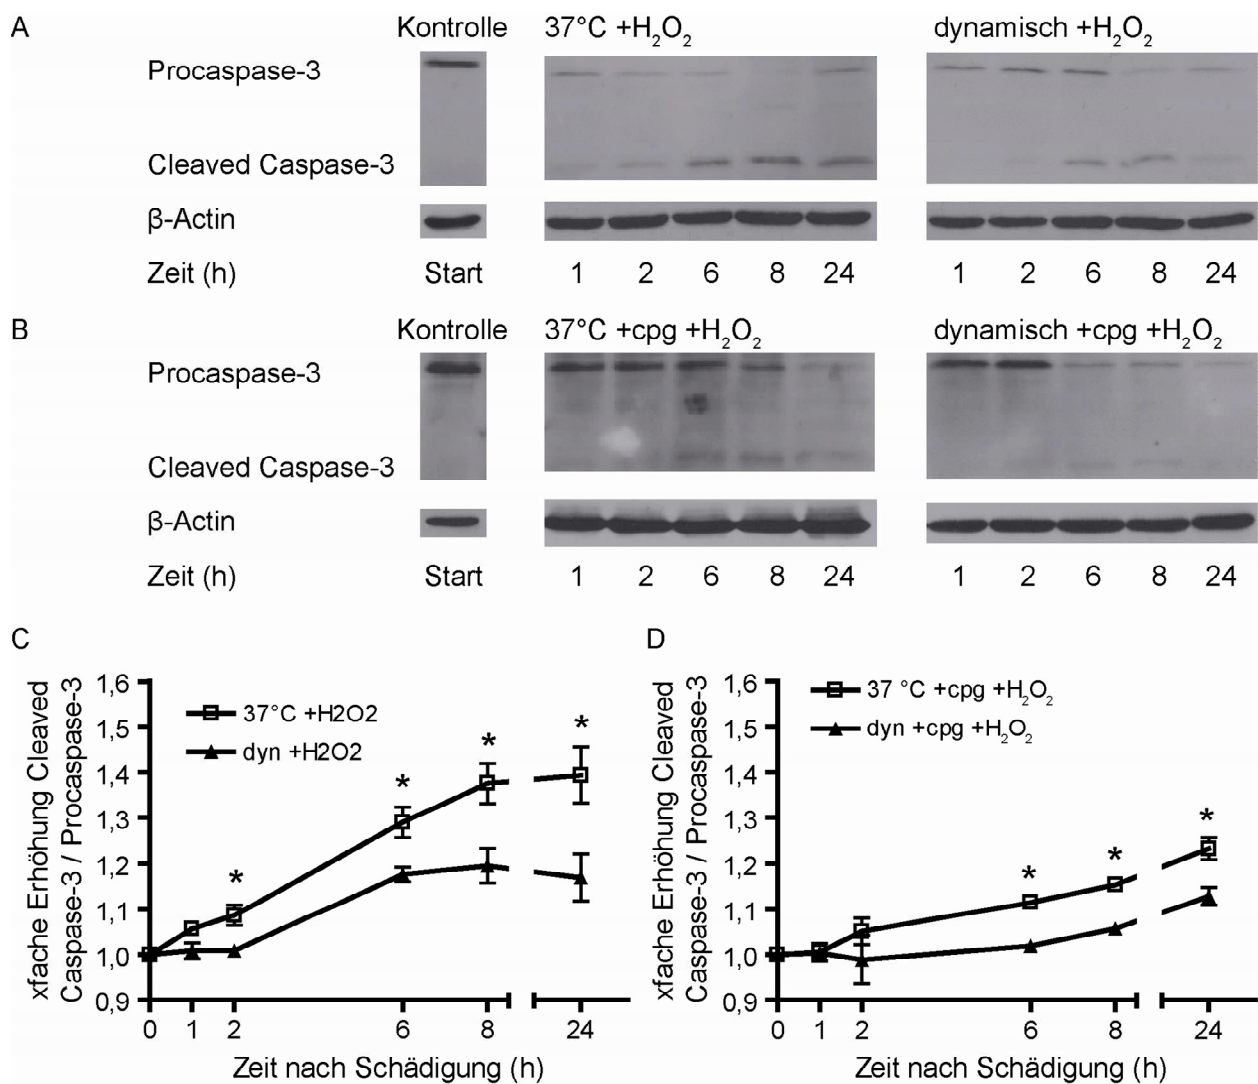 A
Kontrolle 37°C +H₂O₂ dynamisch +H₂O₂
Procaspase-3
Cleaved Caspase-3
β-Actin
Zeit (h) Start 1 2 6 8 24 1 2 6 8 24
B
Kontrolle 37°C +cpg +H₂O₂ dynamisch +cpg +H₂O₂
Procaspase-3
Cleaved Caspase-3
β-Actin
Zeit (h) Start 1 2 6 8 24 1 2 6 8 24
C
xfache Erhöhung Cleaved
Caspase-3 / Procaspase-3
1,6
1,5
1,4
1,3
1,2
1,1
1,0
0,9
37°C +H2O2
dyn +H2O2
* * * *
0 1 2 6 8 24
Zeit nach Schädigung (h)
D
xfache Erhöhung Cleaved
Caspase-3 / Procaspase-3
1,6
1,5
1,4
1,3
1,2
1,1
1,0
0,9
37 °C +cpg +H₂O₂
dyn +cpg +H₂O₂
* * *
0 1 2 6 8 24
Zeit nach Schädigung (h)